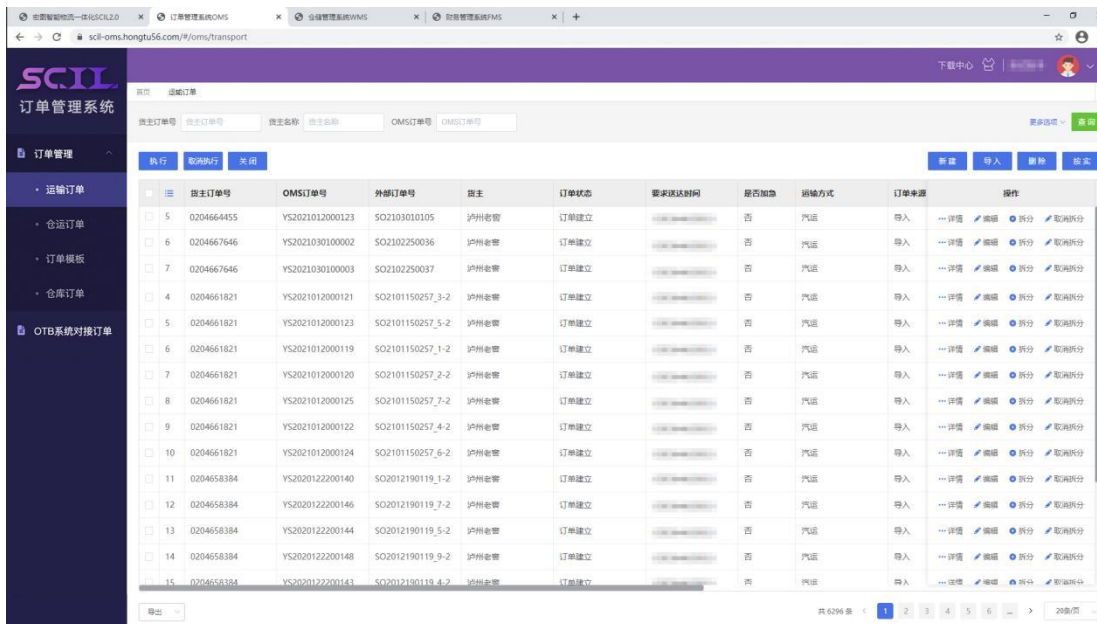 宏图智能物流一体化SCIL2.0 订单管理系统OMS 仓储管理系统WMS 财务管理系统FMS
scil-oms.hongtu56.com/#/oms/transport
SCIL 下载中心
订单管理系统 首页 运输订单
货主订单号 货主订单号 货主名称 货主名称 OMS订单号 OMS订单号 更多选项 查询
订单管理 执行 取消执行 关闭 新建 导入 删除 按实
运输订单 货主订单号 OMS订单号 外部订单号 货主 订单状态 要求送达时间 是否加急 运输方式 订单来源 操作
5 0204664455 YS2021012000123 SO2103010105 泸州老窖 订单建立 否 汽运 导入 详情 编辑 拆分 取消拆分
仓运订单 6 0204667646 YS2021030100002 SO2102250036 泸州老窖 订单建立 否 汽运 导入 详情 编辑 拆分 取消拆分
订单模板 7 0204667646 YS2021030100003 SO2102250037 泸州老窖 订单建立 否 汽运 导入 详情 编辑 拆分 取消拆分
仓库订单 4 0204661821 YS2021012000121 SO2101150257_3-2 泸州老窖 订单建立 否 汽运 导入 详情 编辑 拆分 取消拆分
OTB系统对接订单 5 0204661821 YS2021012000123 SO2101150257_5-2 泸州老窖 订单建立 否 汽运 导入 详情 编辑 拆分 取消拆分
6 0204661821 YS2021012000119 SO2101150257_1-2 泸州老窖 订单建立 否 汽运 导入 详情 编辑 拆分 取消拆分
7 0204661821 YS2021012000120 SO2101150257_2-2 泸州老窖 订单建立 否 汽运 导入 详情 编辑 拆分 取消拆分
8 0204661821 YS2021012000125 SO2101150257_7-2 泸州老窖 订单建立 否 汽运 导入 详情 编辑 拆分 取消拆分
9 0204661821 YS2021012000122 SO2101150257_4-2 泸州老窖 订单建立 否 汽运 导入 详情 编辑 拆分 取消拆分
10 0204661821 YS2021012000124 SO2101150257_6-2 泸州老窖 订单建立 否 汽运 导入 详情 编辑 拆分 取消拆分
11 0204658384 YS2020122200140 SO2012190119_1-2 泸州老窖 订单建立 否 汽运 导入 详情 编辑 拆分 取消拆分
12 0204658384 YS2020122200146 SO2012190119_7-2 泸州老窖 订单建立 否 汽运 导入 详情 编辑 拆分 取消拆分
13 0204658384 YS2020122200144 SO2012190119_5-2 泸州老窖 订单建立 否 汽运 导入 详情 编辑 拆分 取消拆分
14 0204658384 YS2020122200148 SO2012190119_9-2 泸州老窖 订单建立 否 汽运 导入 详情 编辑 拆分 取消拆分
15 0204658384 YS2020122200143 SO2012190119_4-2 泸州老窖 订单建立 否 汽运 导入 详情 编辑 拆分 取消拆分
导出 共 6296 条 1 2 3 4 5 6 ... 20条/页